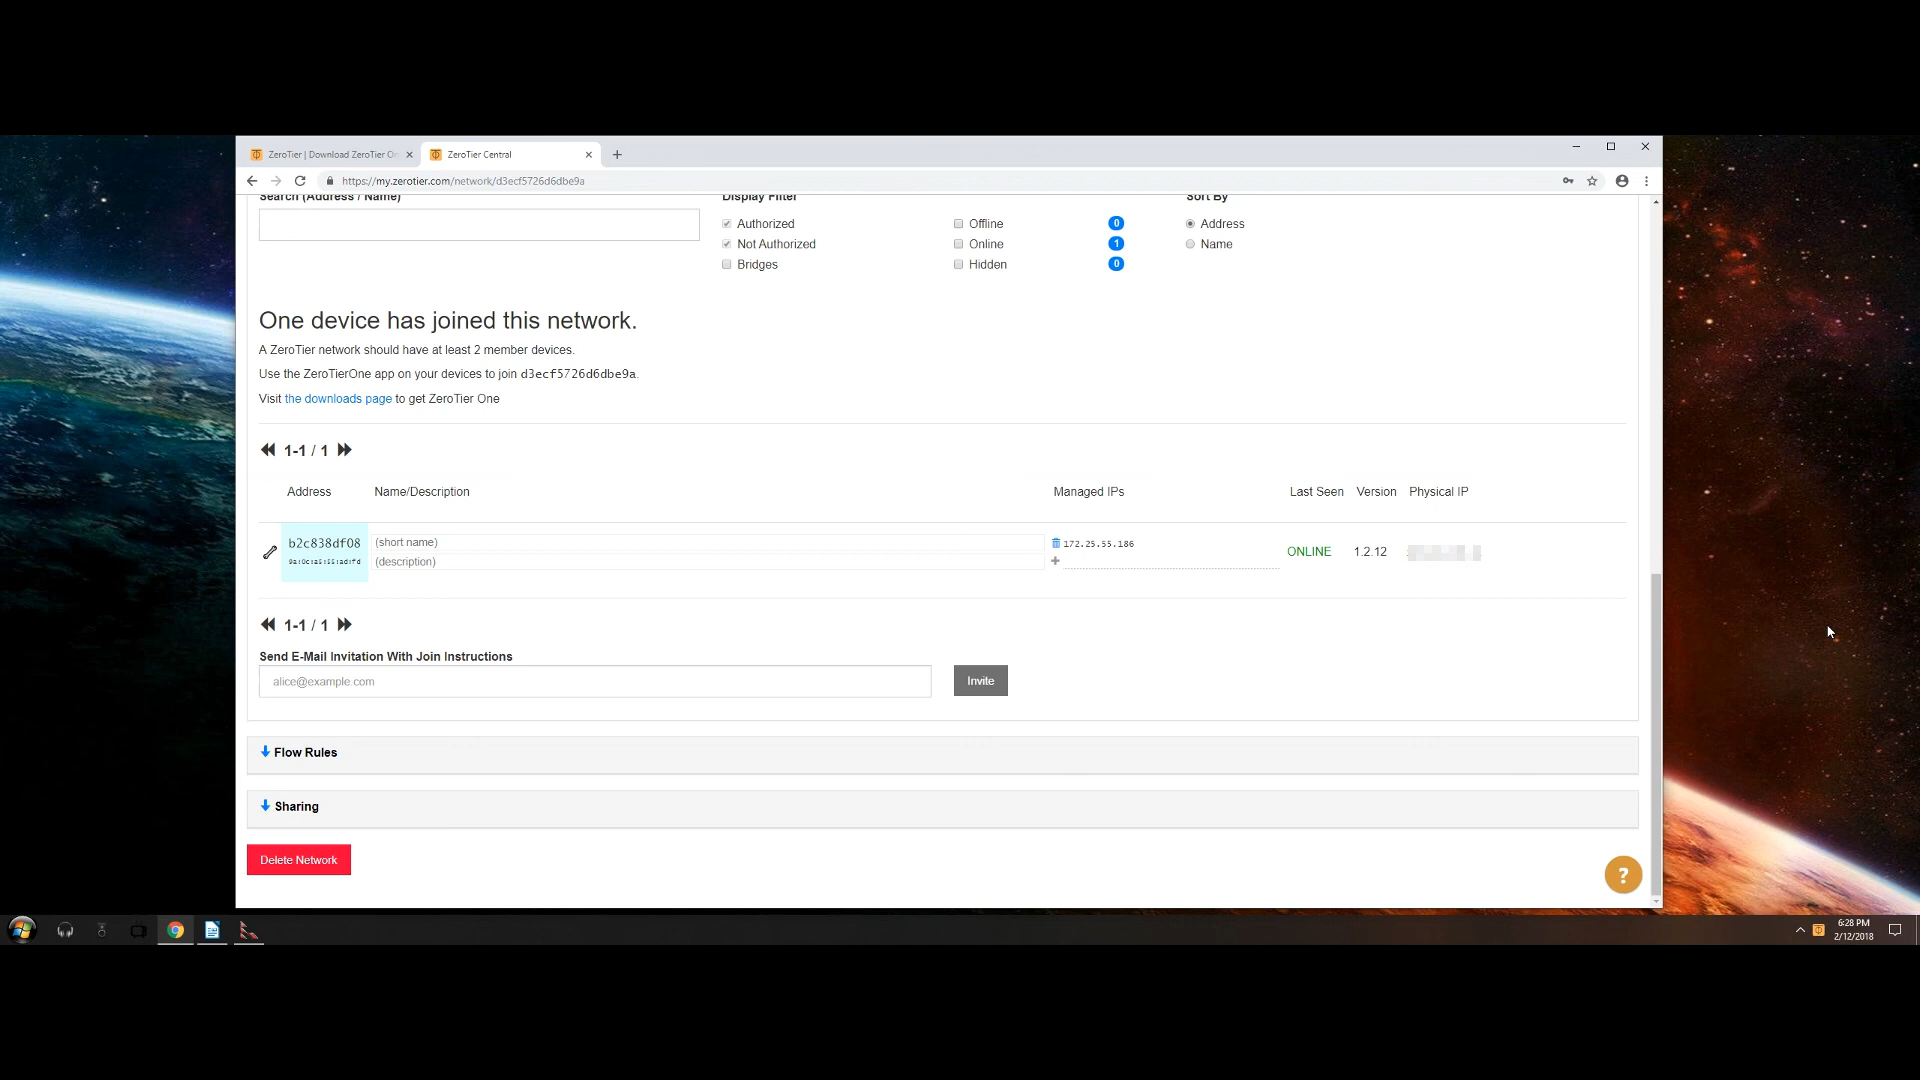 ZeroTier | Download ZeroTier On
ZeroTier Central
https://my.zerotier.com/network/d3ecf5726d6dbe9a
Search (Address / Name)
Display Filter
Sort By
Authorized
Offline
0
Address
Not Authorized
Online
1
Name
Bridges
Hidden
0
One device has joined this network.
A ZeroTier network should have at least 2 member devices.
Use the ZeroTierOne app on your devices to join d3ecf5726d6dbe9a.
Visit the downloads page to get ZeroTier One
1-1 / 1
Address
Name/Description
Managed IPs
Last Seen
Version
Physical IP
b2c838df08
(short name)
172.25.55.186
ONLINE
1.2.12
(description)
+
1-1 / 1
Send E-Mail Invitation With Join Instructions
alice@example.com
Invite
Flow Rules
Sharing
Delete Network
?
6:28 PM
2/12/2018